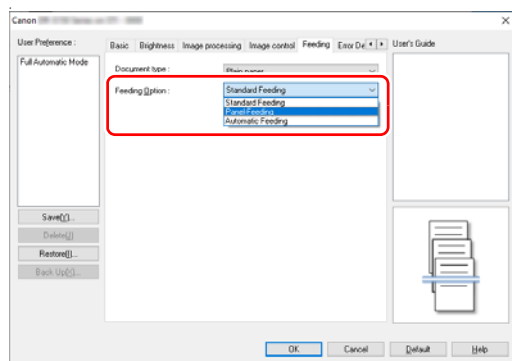 Canon
User Preference :
Full Automatic Mode
Save(Y)...
Delete(J)
Restore(I)...
Back Up(X)...
Basic Brightness Image processing Image control Feeding Error De
Document type :
Plain paper
Feeding Option :
Standard Feeding
Standard Feeding
Panel Feeding
Automatic Feeding
User's Guide
OK Cancel Default Help